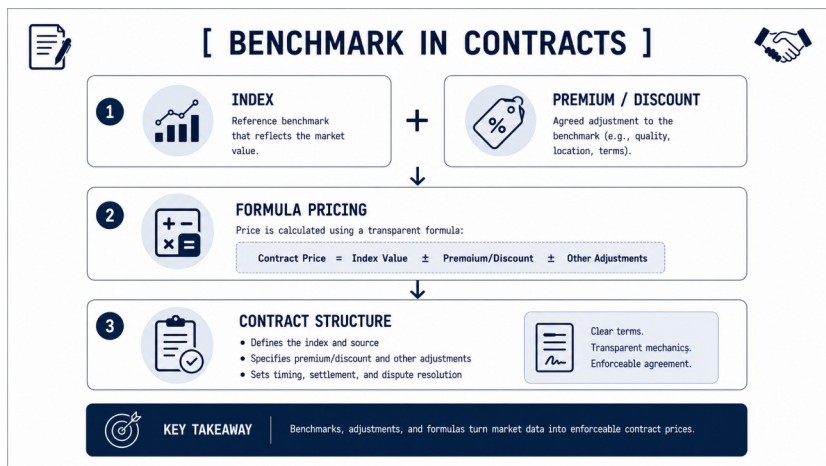 [ BENCHMARK IN CONTRACTS ]
1
INDEX
Reference benchmark
that reflects the market
value.
+
PREMIUM / DISCOUNT
Agreed adjustment to the
benchmark (e.g., quality,
location, terms).
%
2
FORMULA PRICING
Price is calculated using a transparent formula:
Contract Price = Index Value ± Premoium/Discount ± Other Adjustments
3
CONTRACT STRUCTURE
• Defines the index and source
• Specifies premium/discount and other adjustments
• Sets timing, settlement, and dispute resolution
Clear terms.
Transparent mechanics.
Enforceable agreement.
KEY TAKEAWAY
Benchmarks, adjustments, and formulas turn market data into enforceable contract prices.